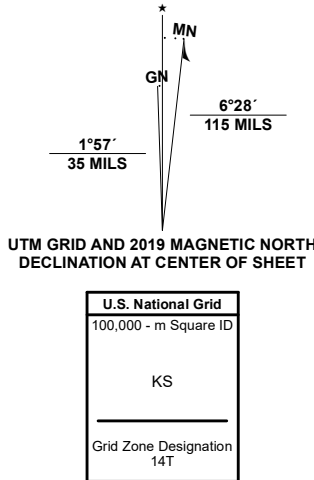 ★
MN
GN
6°28´
115 MILS
1°57´
35 MILS
UTM GRID AND 2019 MAGNETIC NORTH
DECLINATION AT CENTER OF SHEET
U.S. National Grid
100,000 - m Square ID
KS
Grid Zone Designation
14T